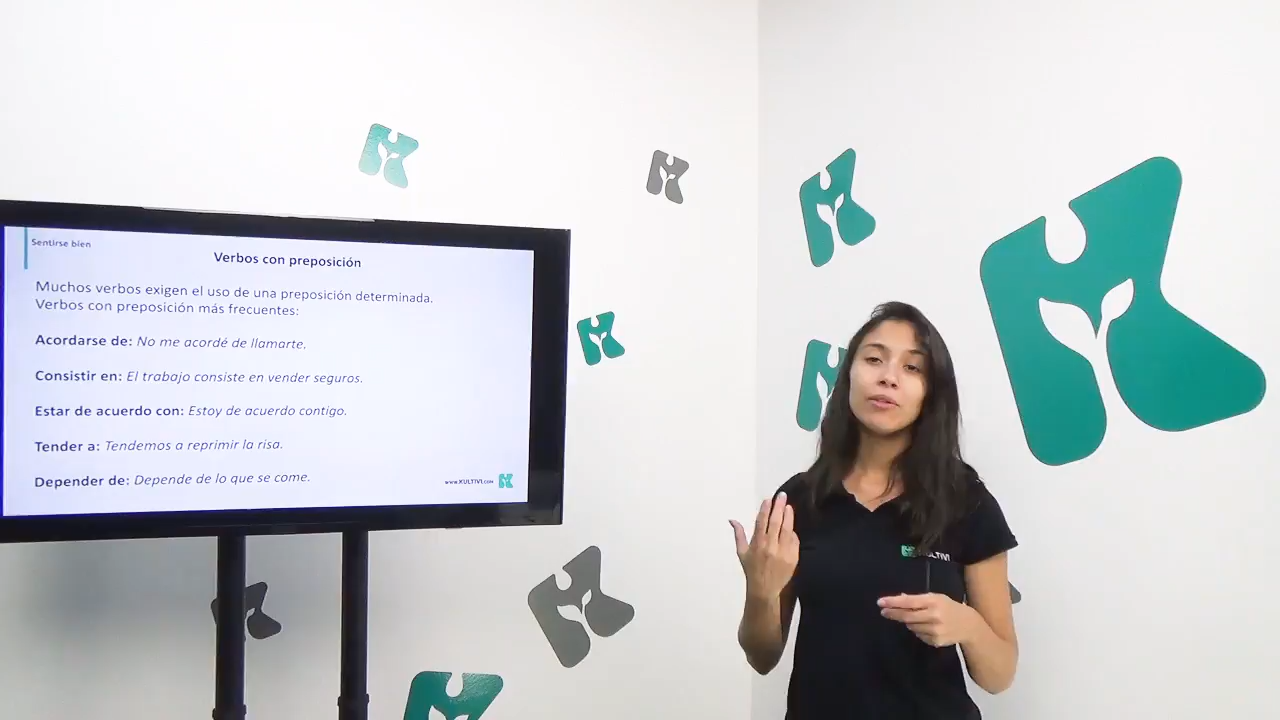 Sentirse bien
Verbos con preposición
Muchos verbos exigen el uso de una preposición determinada.
Verbos con preposición más frecuentes:
Acordarse de: No me acordé de llamarte.
Consistir en: El trabajo consiste en vender seguros.
Estar de acuerdo con: Estoy de acuerdo contigo.
Tender a: Tendemos a reprimir la risa.
Depender de: Depende de lo que se come.
www.KULTIVI.com
KULTIVI